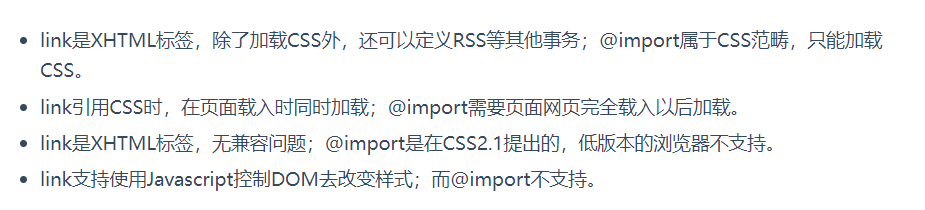 • link是XHTML标签，除了加载CSS外，还可以定义RSS等其他事务；@import属于CSS范畴，只能加载
CSS。
• link引用CSS时，在页面载入时同时加载；@import需要页面网页完全载入以后加载。
• link是XHTML标签，无兼容问题；@import是在CSS2.1提出的，低版本的浏览器不支持。
• link支持使用Javascript控制DOM去改变样式；而@import不支持。